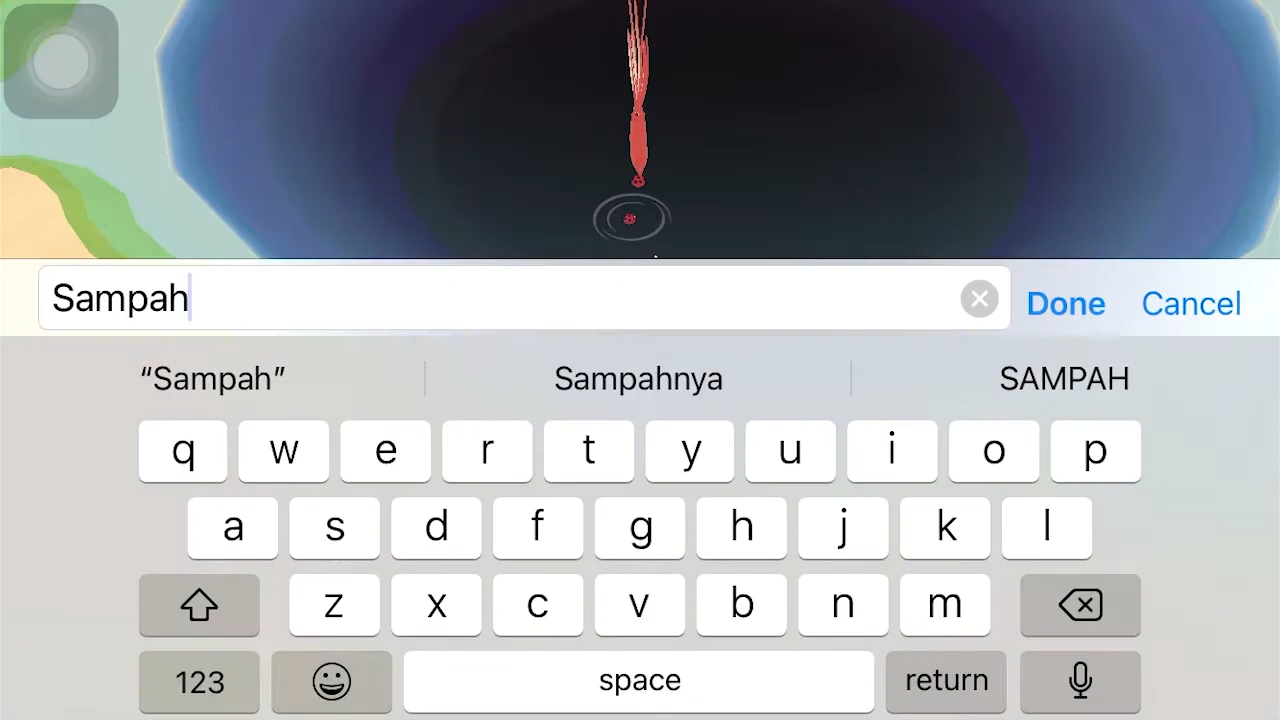 Sampah
Done Cancel
“Sampah” Sampahnya SAMPAH
q w e r t y u i o p
a s d f g h j k l
z x c v b n m
123 space return